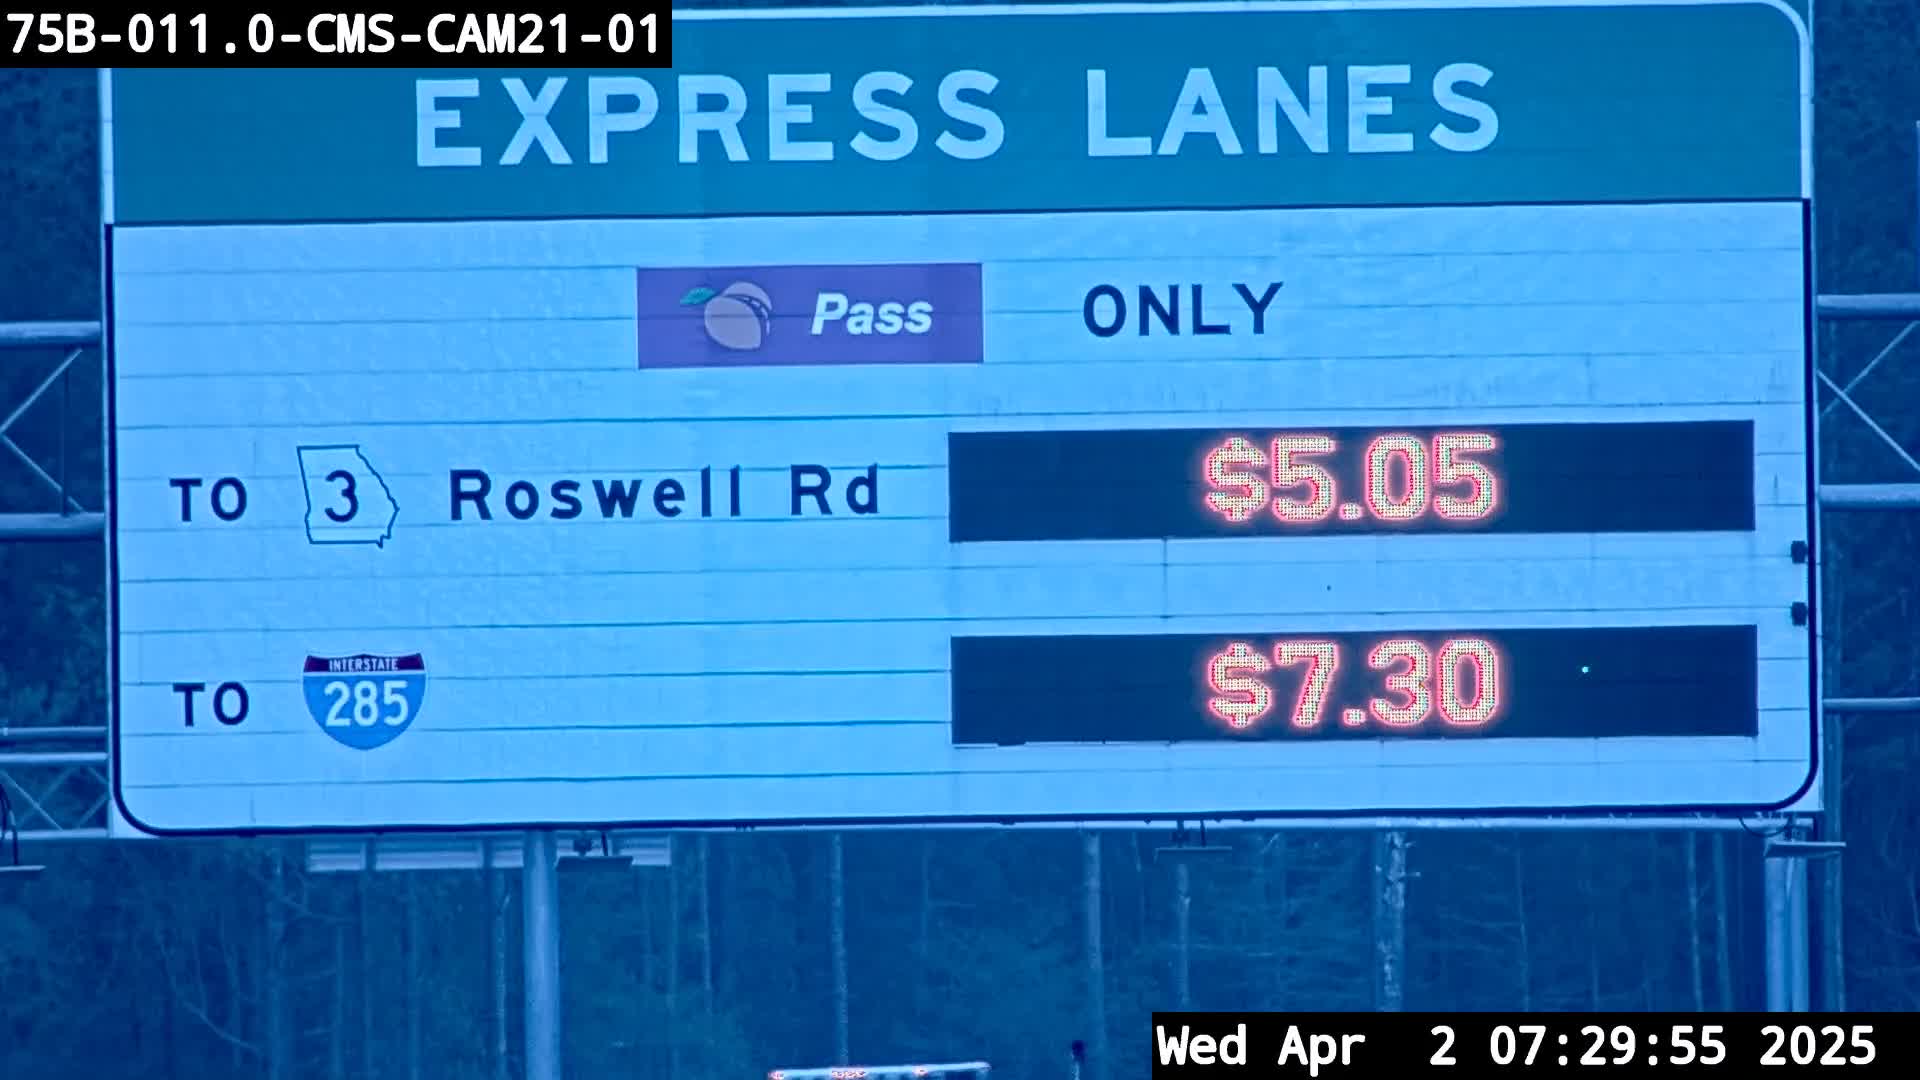 75B-011.0-CMS-CAM21-01
EXPRESS LANES
Pass ONLY
TO 3 Roswell Rd $5.05
TO INTERSTATE 285 $7.30
Wed Apr 2 07:29:55 2025